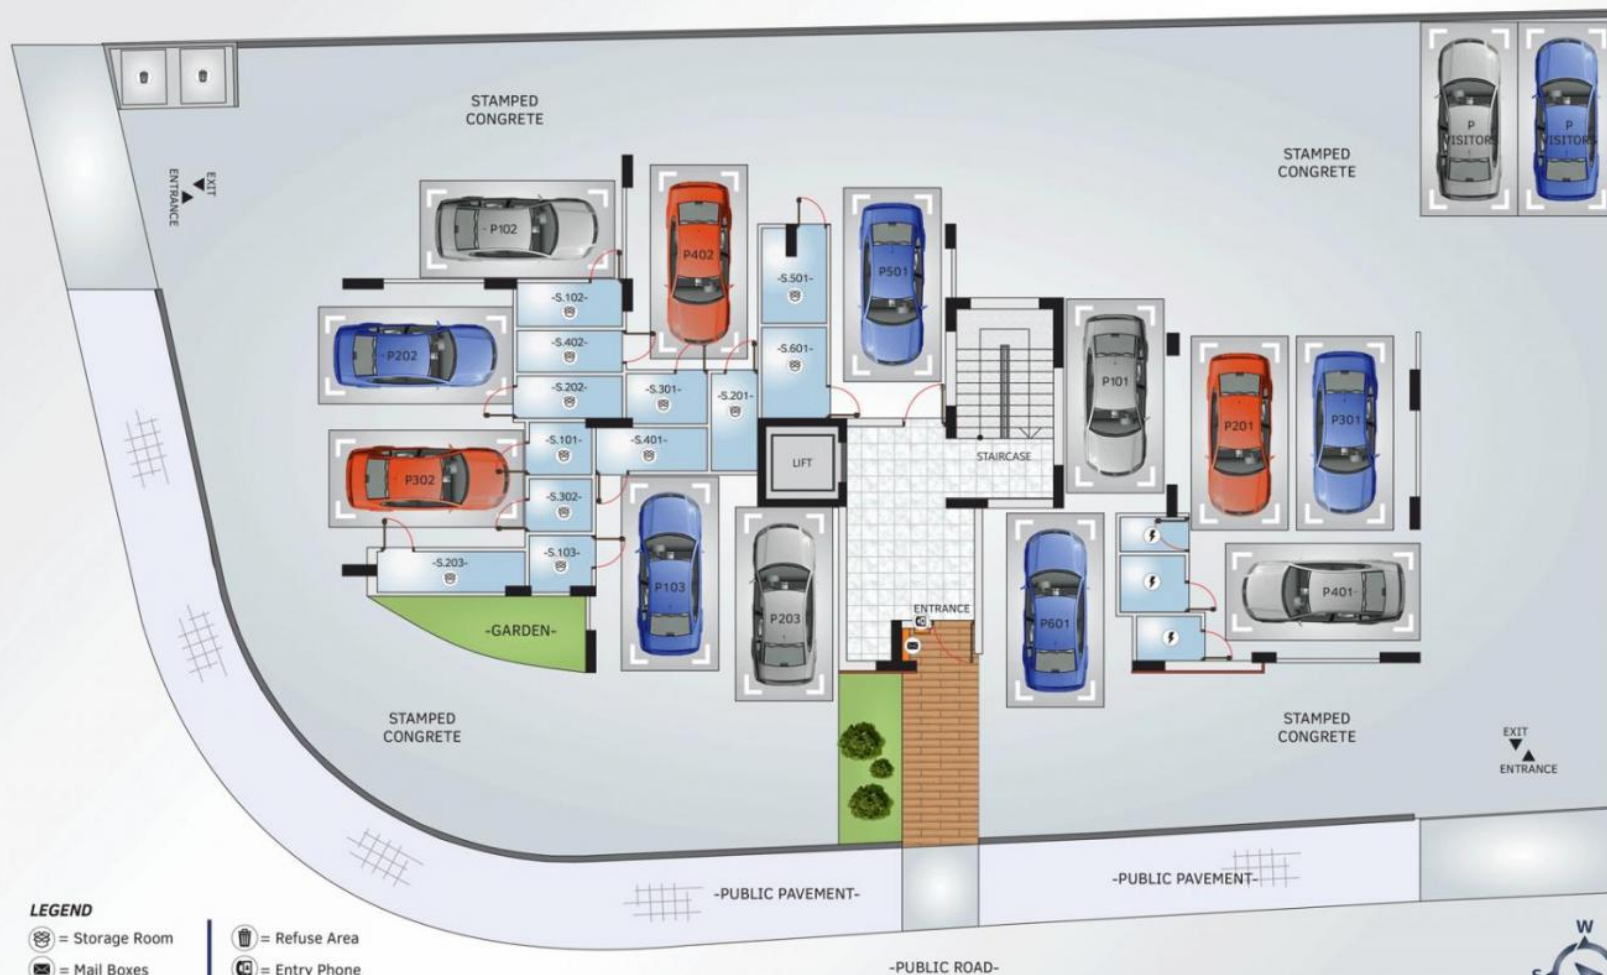 STAMPED
CONGRETE
STAMPED
CONGRETE
P
VISITORS
P
VISITORS
EXIT
ENTRANCE
P102
P402
P501
-S.501-
-S.102-
P202
-S.402-
-S.601-
-S.202-
-S.301-
-S.201-
P101
P201
P301
-S.101-
-S.401-
LIFT
STAIRCASE
P302
-S.302-
-S.103-
-S.203-
P103
P203
P601
P401-
ENTRANCE
-GARDEN-
STAMPED
CONGRETE
STAMPED
CONGRETE
EXIT
ENTRANCE
-PUBLIC PAVEMENT-
-PUBLIC PAVEMENT-
LEGEND
= Storage Room
= Refuse Area
= Mail Boxes
= Entry Phone
-PUBLIC ROAD-
W
S